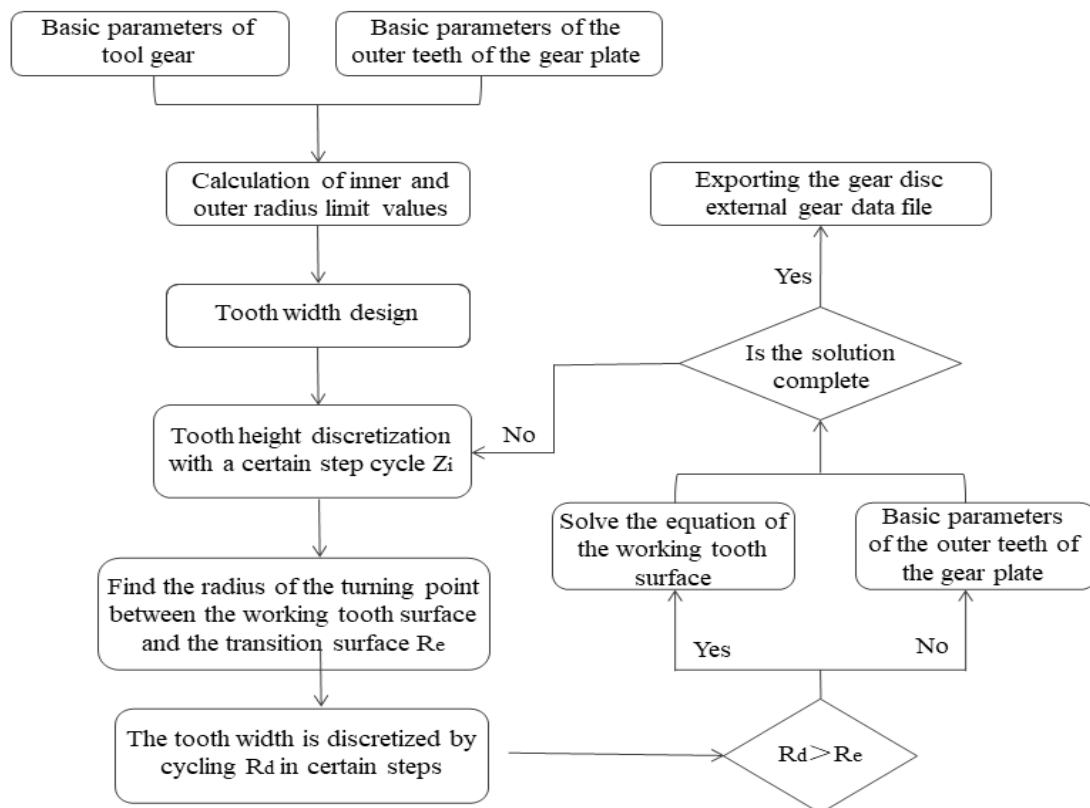 Basic parameters of
tool gear
Basic parameters of the
outer teeth of the gear plate
Calculation of inner and
outer radius limit values
Tooth width design
Tooth height discretization
with a certain step cycle Zi
Find the radius of the turning point
between the working tooth surface
and the transition surface Re
The tooth width is discretized by
cycling Rd in certain steps
Rd>Re
Yes
No
Solve the equation of
the working tooth
surface
Basic parameters
of the outer teeth of
the gear plate
Is the solution
complete
No
Yes
Exporting the gear disc
external gear data file